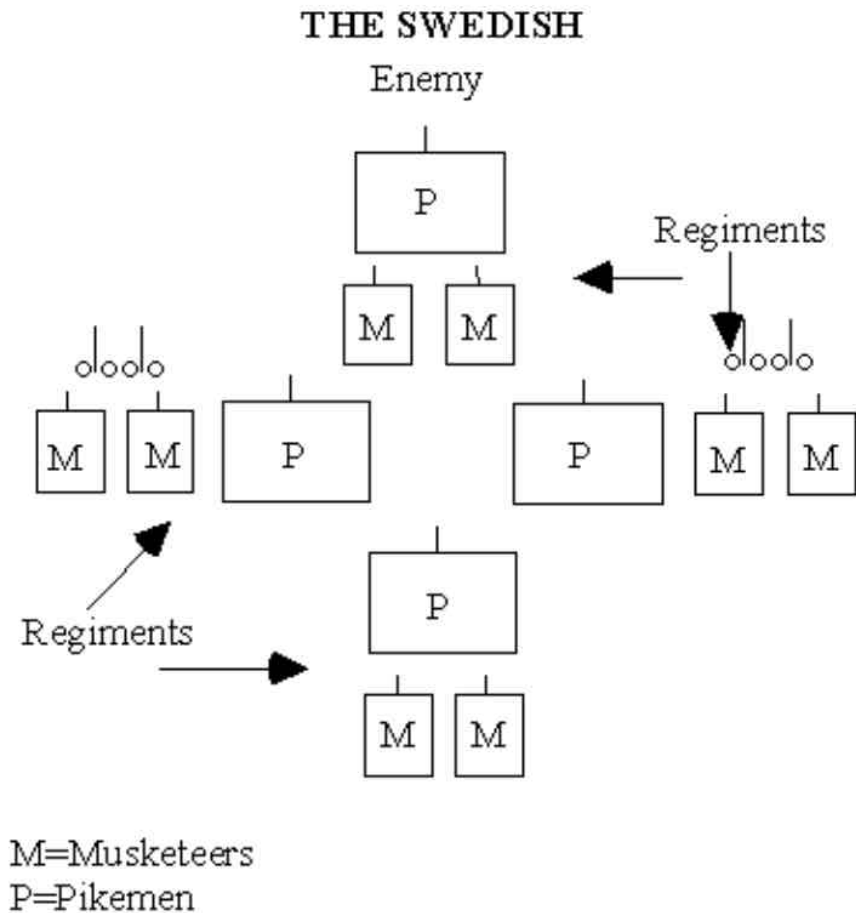 THE SWEDISH
Enemy
P
Regiments
M M
M M P P M M
Regiments
P
M M
M=Musketeers
P=Pikemen